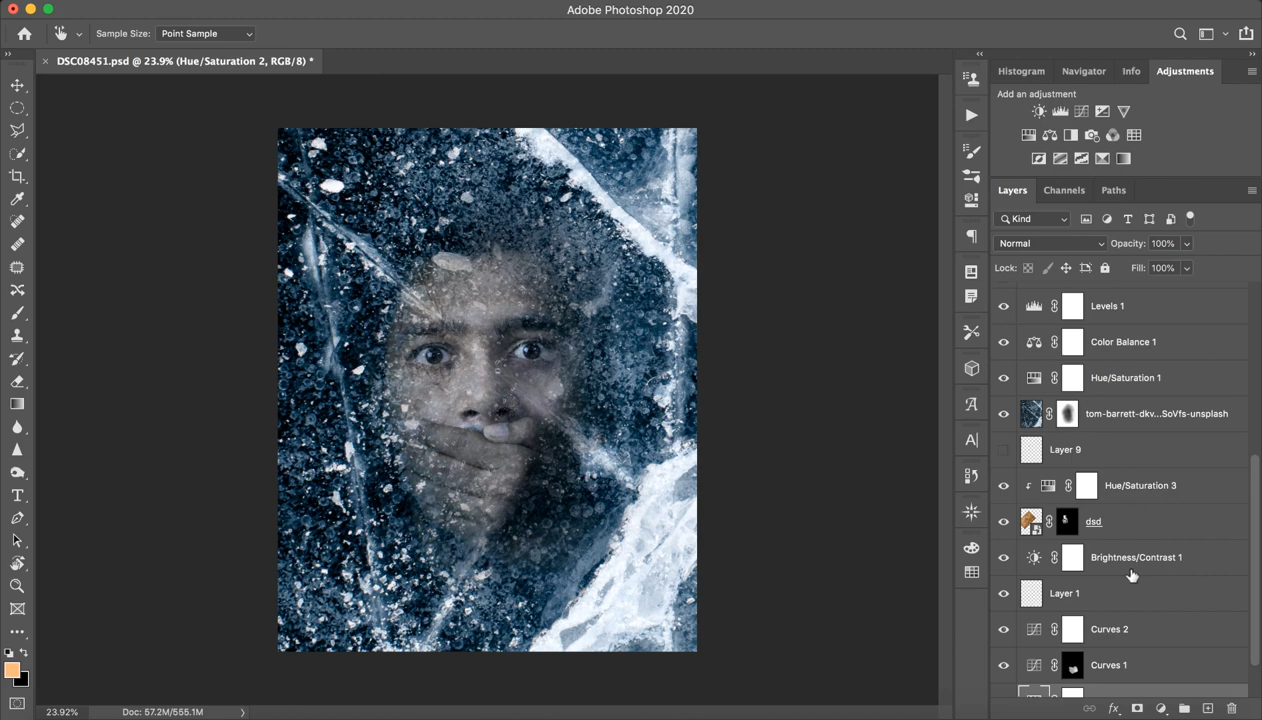 Adobe Photoshop 2020
Sample Size: Point Sample
DSC08451.psd @ 23.9% (Hue/Saturation 2, RGB/8) *
Histogram Navigator Info Adjustments
Add an adjustment
Layers Channels Paths
Kind
Normal Opacity: 100%
Lock: Fill: 100%
Levels 1
Color Balance 1
Hue/Saturation 1
tom-barrett-dkv...SoVfs-unsplash
Layer 9
Hue/Saturation 3
dsd
Brightness/Contrast 1
Layer 1
Curves 2
Curves 1
23.92% Doc: 57.2M/555.1M
fx